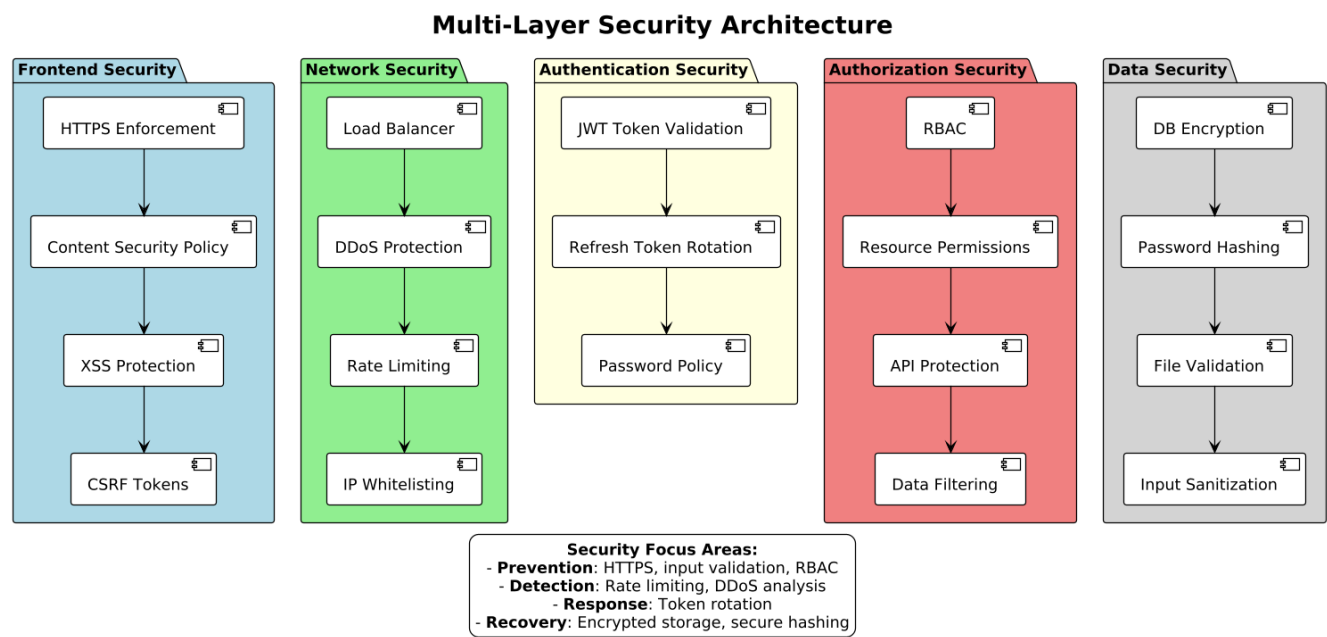 Multi-Layer Security Architecture
Frontend Security
HTTPS Enforcement
Content Security Policy
XSS Protection
CSRF Tokens
Network Security
Load Balancer
DDoS Protection
Rate Limiting
IP Whitelisting
Authentication Security
JWT Token Validation
Refresh Token Rotation
Password Policy
Authorization Security
RBAC
Resource Permissions
API Protection
Data Filtering
Data Security
DB Encryption
Password Hashing
File Validation
Input Sanitization
Security Focus Areas:
- Prevention: HTTPS, input validation, RBAC
- Detection: Rate limiting, DDoS analysis
- Response: Token rotation
- Recovery: Encrypted storage, secure hashing